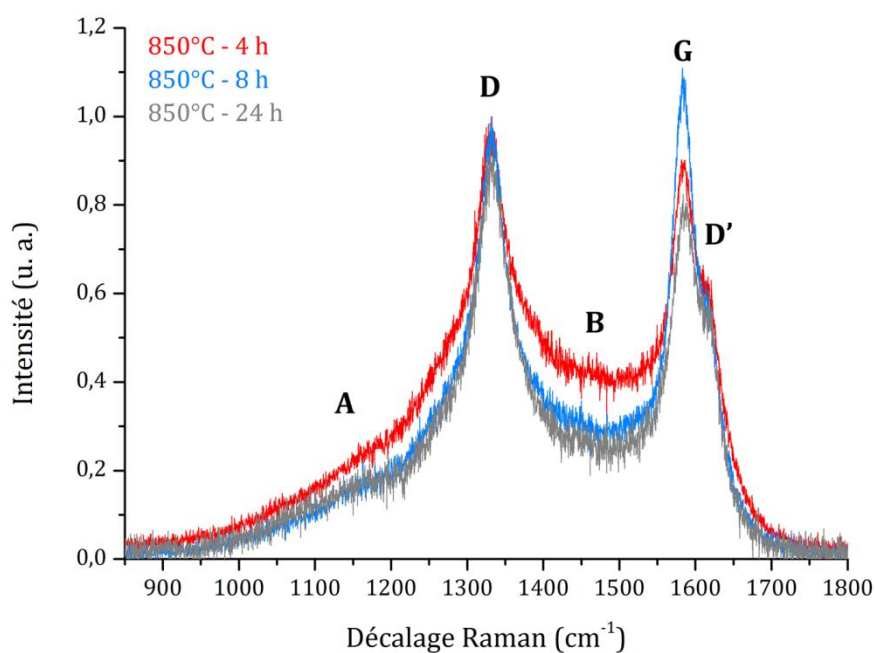 850°C - 4 h
850°C - 8 h
850°C - 24 h
A
D
B
G
D’
Intensité (u. a.)
1,2
1,0
0,8
0,6
0,4
0,2
0,0
900 1000 1100 1200 1300 1400 1500 1600 1700 1800
Décalage Raman (cm⁻¹)